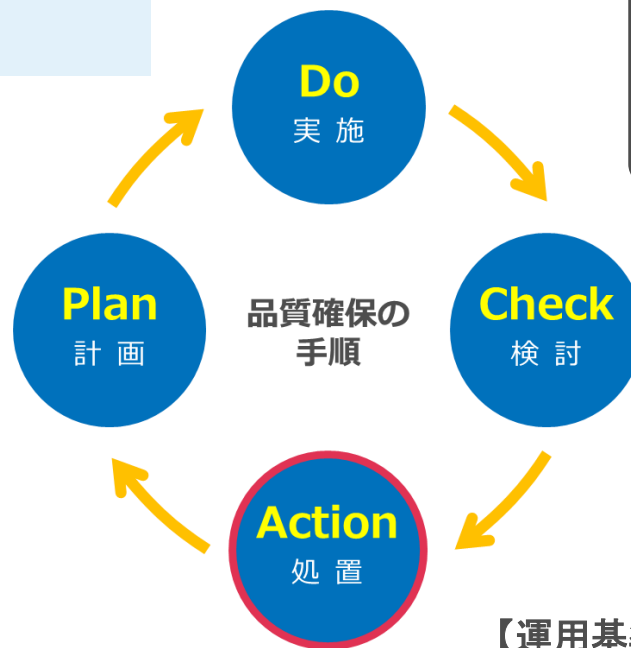 Do
実 施
Plan
計 画
品質確保の
手順
Check
検 討
Action
処 置
【運用基